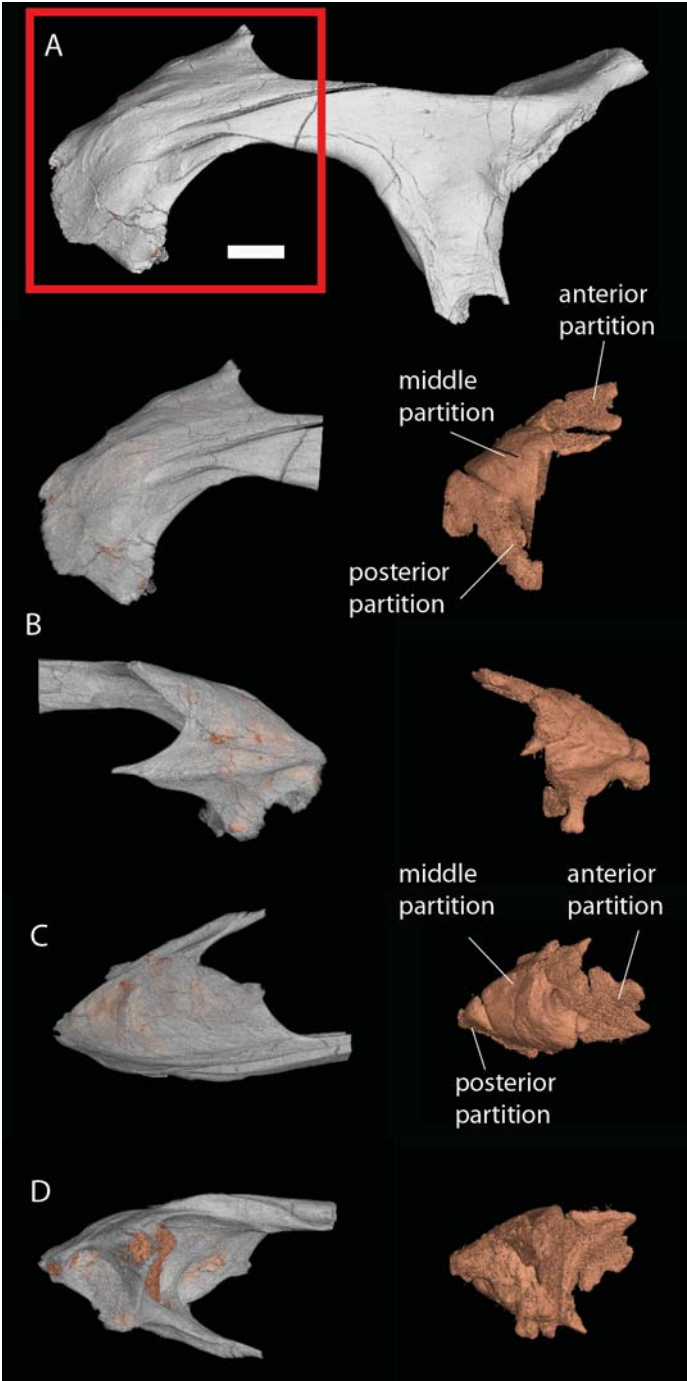 A
anterior
partition
middle
partition
posterior
partition
B
middle
partition
anterior
partition
C
posterior
partition
D